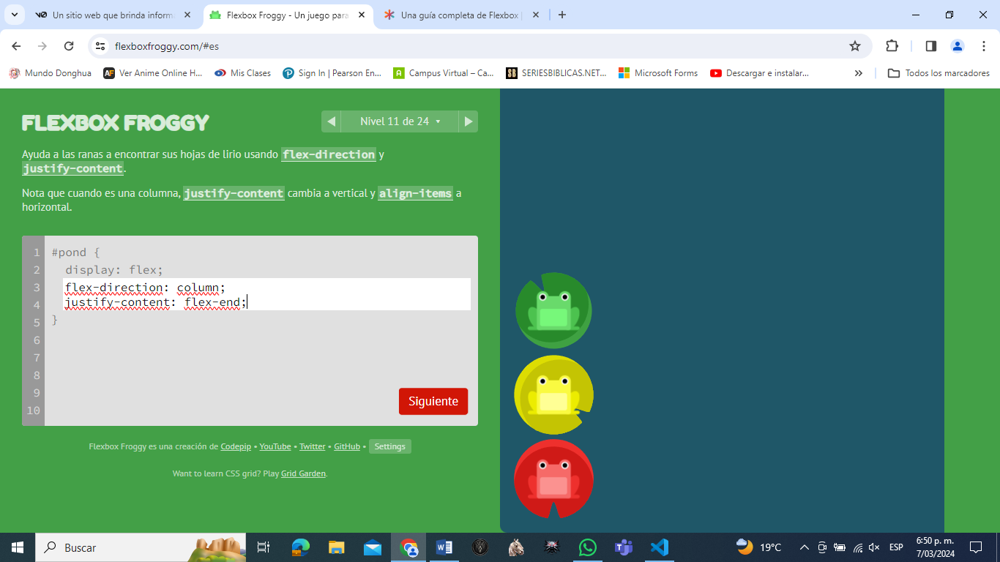 Un sitio web que brinda inform
Flexbox Froggy - Un juego para
Una guía completa de Flexbox |
flexboxfroggy.com/#es
Mundo Donghua
Ver Anime Online H...
Mis Clases
Sign In | Pearson En...
Campus Virtual – Ca...
SERIESBIBLICAS.NET...
Microsoft Forms
Descargar e instalar...
Todos los marcadores
FLEXBOX FROGGY
Nivel 11 de 24
Ayuda a las ranas a encontrar sus hojas de lirio usando flex-direction y
justify-content.
Nota que cuando es una columna, justify-content cambia a vertical y align-items a
horizontal.
1 #pond {
2 display: flex;
3 flex-direction: column;
4 justify-content: flex-end;
5 }
6
7
8
9
10
Siguiente
Flexbox Froggy es una creación de Codepip • YouTube • Twitter • GitHub • Settings
Want to learn CSS grid? Play Grid Garden.
Buscar
19°C
ESP
6:50 p. m.
7/03/2024